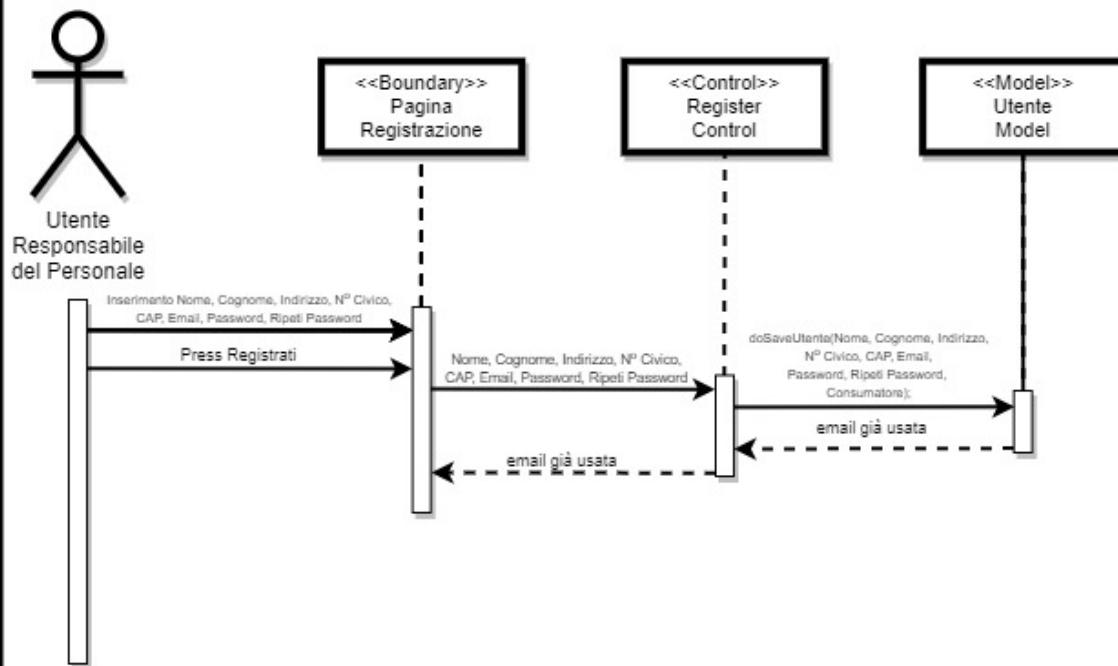 <<Boundary>>
Pagina
Registrazione
<<Control>>
Register
Control
<<Model>>
Utente
Model
Utente
Responsabile
del Personale
Inserimento Nome, Cognome, Indirizzo, N° Civico,
CAP, Email, Password, Ripeti Password
Press Registrati
Nome, Cognome, Indirizzo, N° Civico,
CAP, Email, Password, Ripeti Password
doSaveUtente(Nome, Cognome, Indirizzo,
N° Civico, CAP, Email,
Password, Ripeti Password,
Consumatore);
email già usata
email già usata